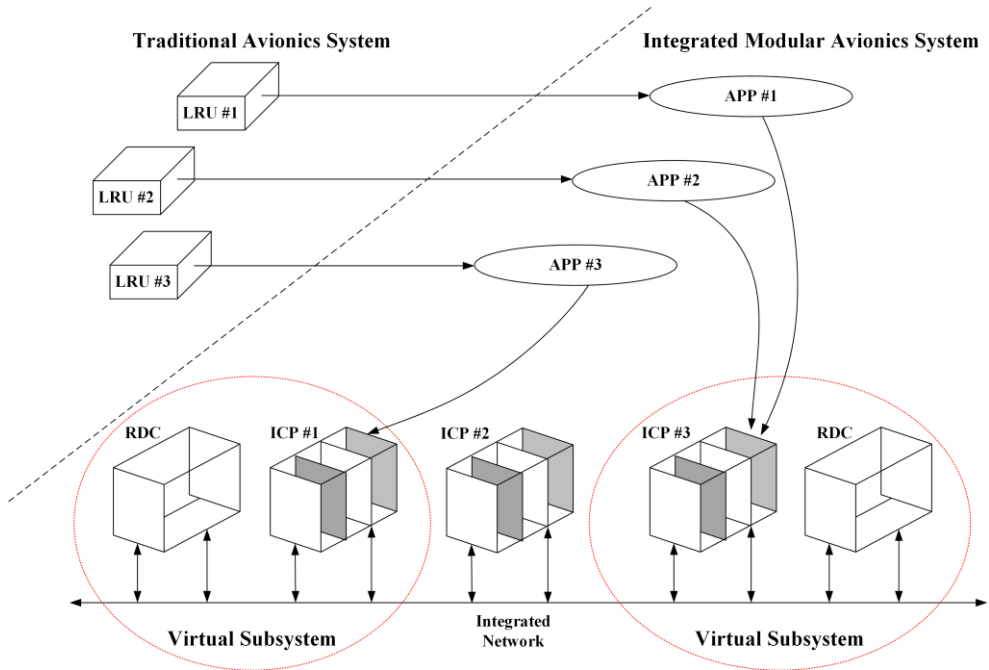 Traditional Avionics System
Integrated Modular Avionics System
LRU #1
APP #1
LRU #2
APP #2
LRU #3
APP #3
RDC
ICP #1
ICP #2
ICP #3
RDC
Integrated
Network
Virtual Subsystem
Virtual Subsystem